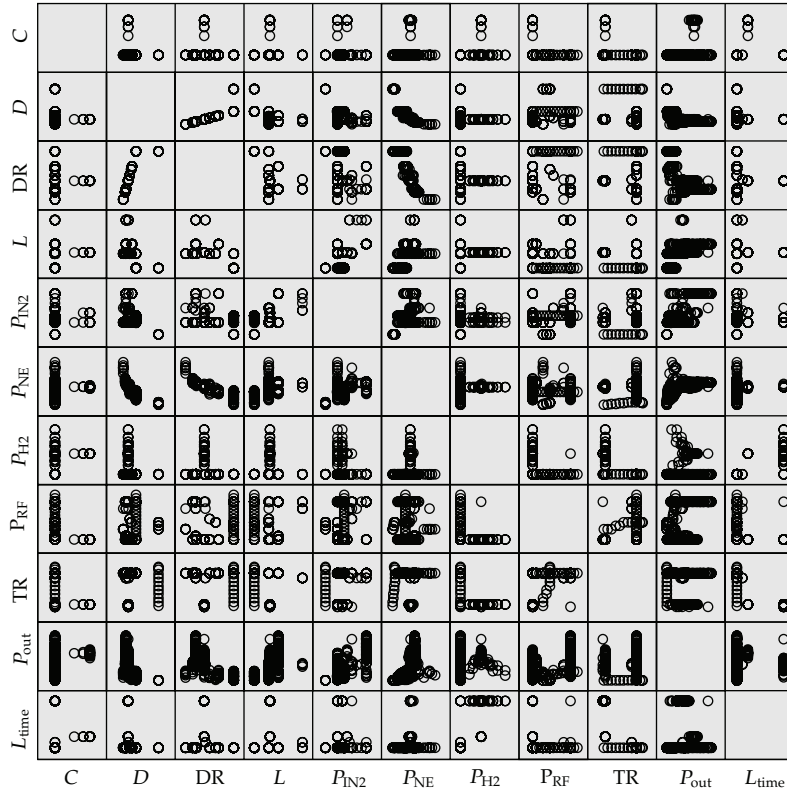 C
D
DR
L
P_IN2
P_NE
P_H2
P_RF
TR
P_out
L_time
C D DR L P_IN2 P_NE P_H2 P_RF TR P_out L_time